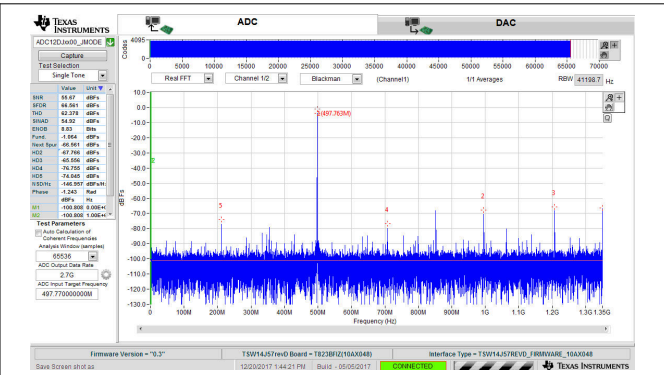 TEXAS INSTRUMENTS
ADC
DAC
ADC12DJxx00_JMODE
Capture
Test Selection
Single Tone
Value Unit
SNR 55.67 dBFs
SFDR 66.561 dBFs
THD 62.378 dBFs
SINAD 54.92 dBFs
ENOB 8.83 Bits
Fund. -1.064 dBFs
Next Spur -66.961 dBFs
HD2 -67.766 dBFs
HD3 -65.556 dBFs
HD4 -76.755 dBFs
HD5 -74.045 dBFs
NSD/Hz -146.957 dBFs/H
Phase -1.243 Rad
dBFs Hz
M1 -100.808 0.00E+
M2 -100.808 1.00E+
Test Parameters
Auto Calculation of
Coherent Frequencies
Analysis Window (samples)
65536
ADC Output Data Rate
2.7G
ADC Input Target Frequency
497.770000000M
Codes
4095
0
0 5000 10000 15000 20000 25000 30000 35000 40000 45000 50000 55000 60000 65000 70000
Real FFT Channel 1/2 Blackman (Channel1) 1/1 Averages RBW 41198.7 Hz
dB Fs
10.0
0.0
-10.0
-20.0
-30.0
-40.0
-50.0
-60.0
-70.0
-80.0
-90.0
-100.0
-110.0
-120.0
-130.0
(497.763M)
5
4
2
3
0 100M 200M 300M 400M 500M 600M 700M 800M 900M 1G 1.1G 1.2G 1.3G 1.35G
Frequency (Hz)
Firmware Version = "0.3" TSW14J57revD Board = T823BFIZ(10AX048) Interface Type = TSW14J57REVD_FIRMWARE_10AX048
Save Screen shot as 12/20/2017 1:44:21 PM Build - 05/05/2017 CONNECTED TEXAS INSTRUMENTS